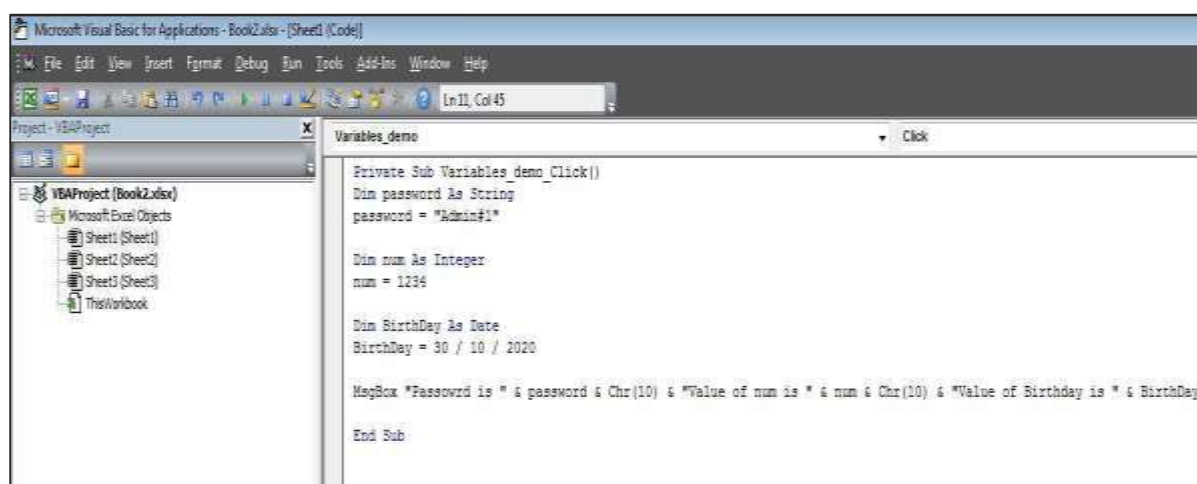 Microsoft Visual Basic for Applications - Book2.xlsx - [Sheet1 (Code)]
File Edit View Insert Format Debug Run Tools Add-Ins Window Help
Ln 11, Col 45
Project - VBAProject
X
Variables_demo
Click
VBAProject (Book2.xlsx)
Microsoft Excel Objects
Sheet1 (Sheet1)
Sheet2 (Sheet2)
Sheet3 (Sheet3)
ThisWorkbook
Private Sub Variables_demo_Click()
Dim password As String
password = "Admin#1"
Dim num As Integer
num = 1234
Dim BirthDay As Date
BirthDay = 30 / 10 / 2020
MsgBox "Passowrd is " & password & Chr(10) & "Value of num is " & num & Chr(10) & "Value of Birthday is " & BirthDay
End Sub